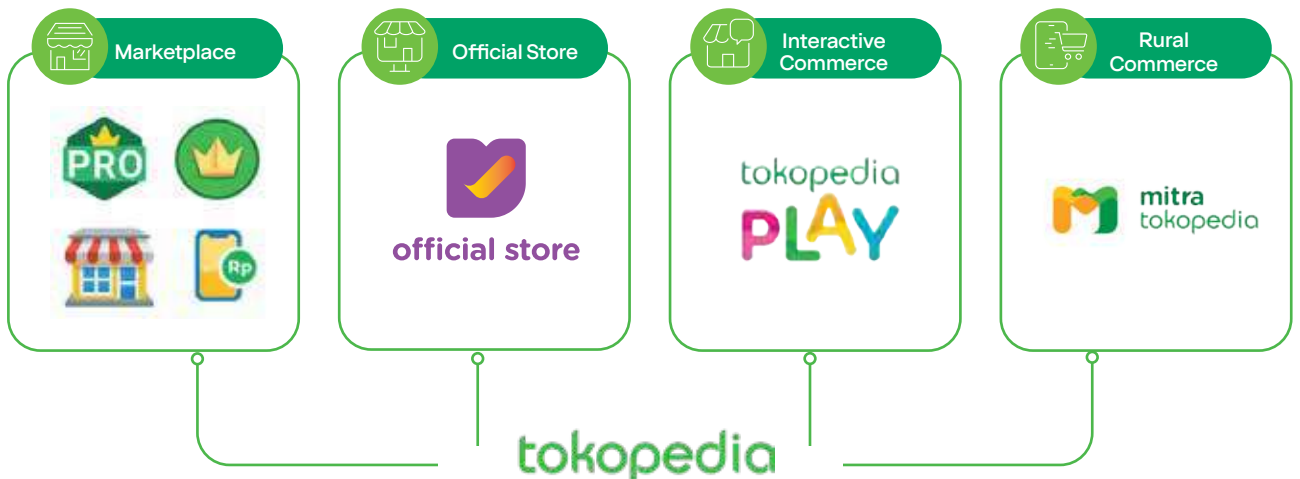 Marketplace
Official Store
Interactive
Commerce
Rural
Commerce
PRO
Rp
official store
tokopedia
PLAY
mitra
tokopedia
tokopedia